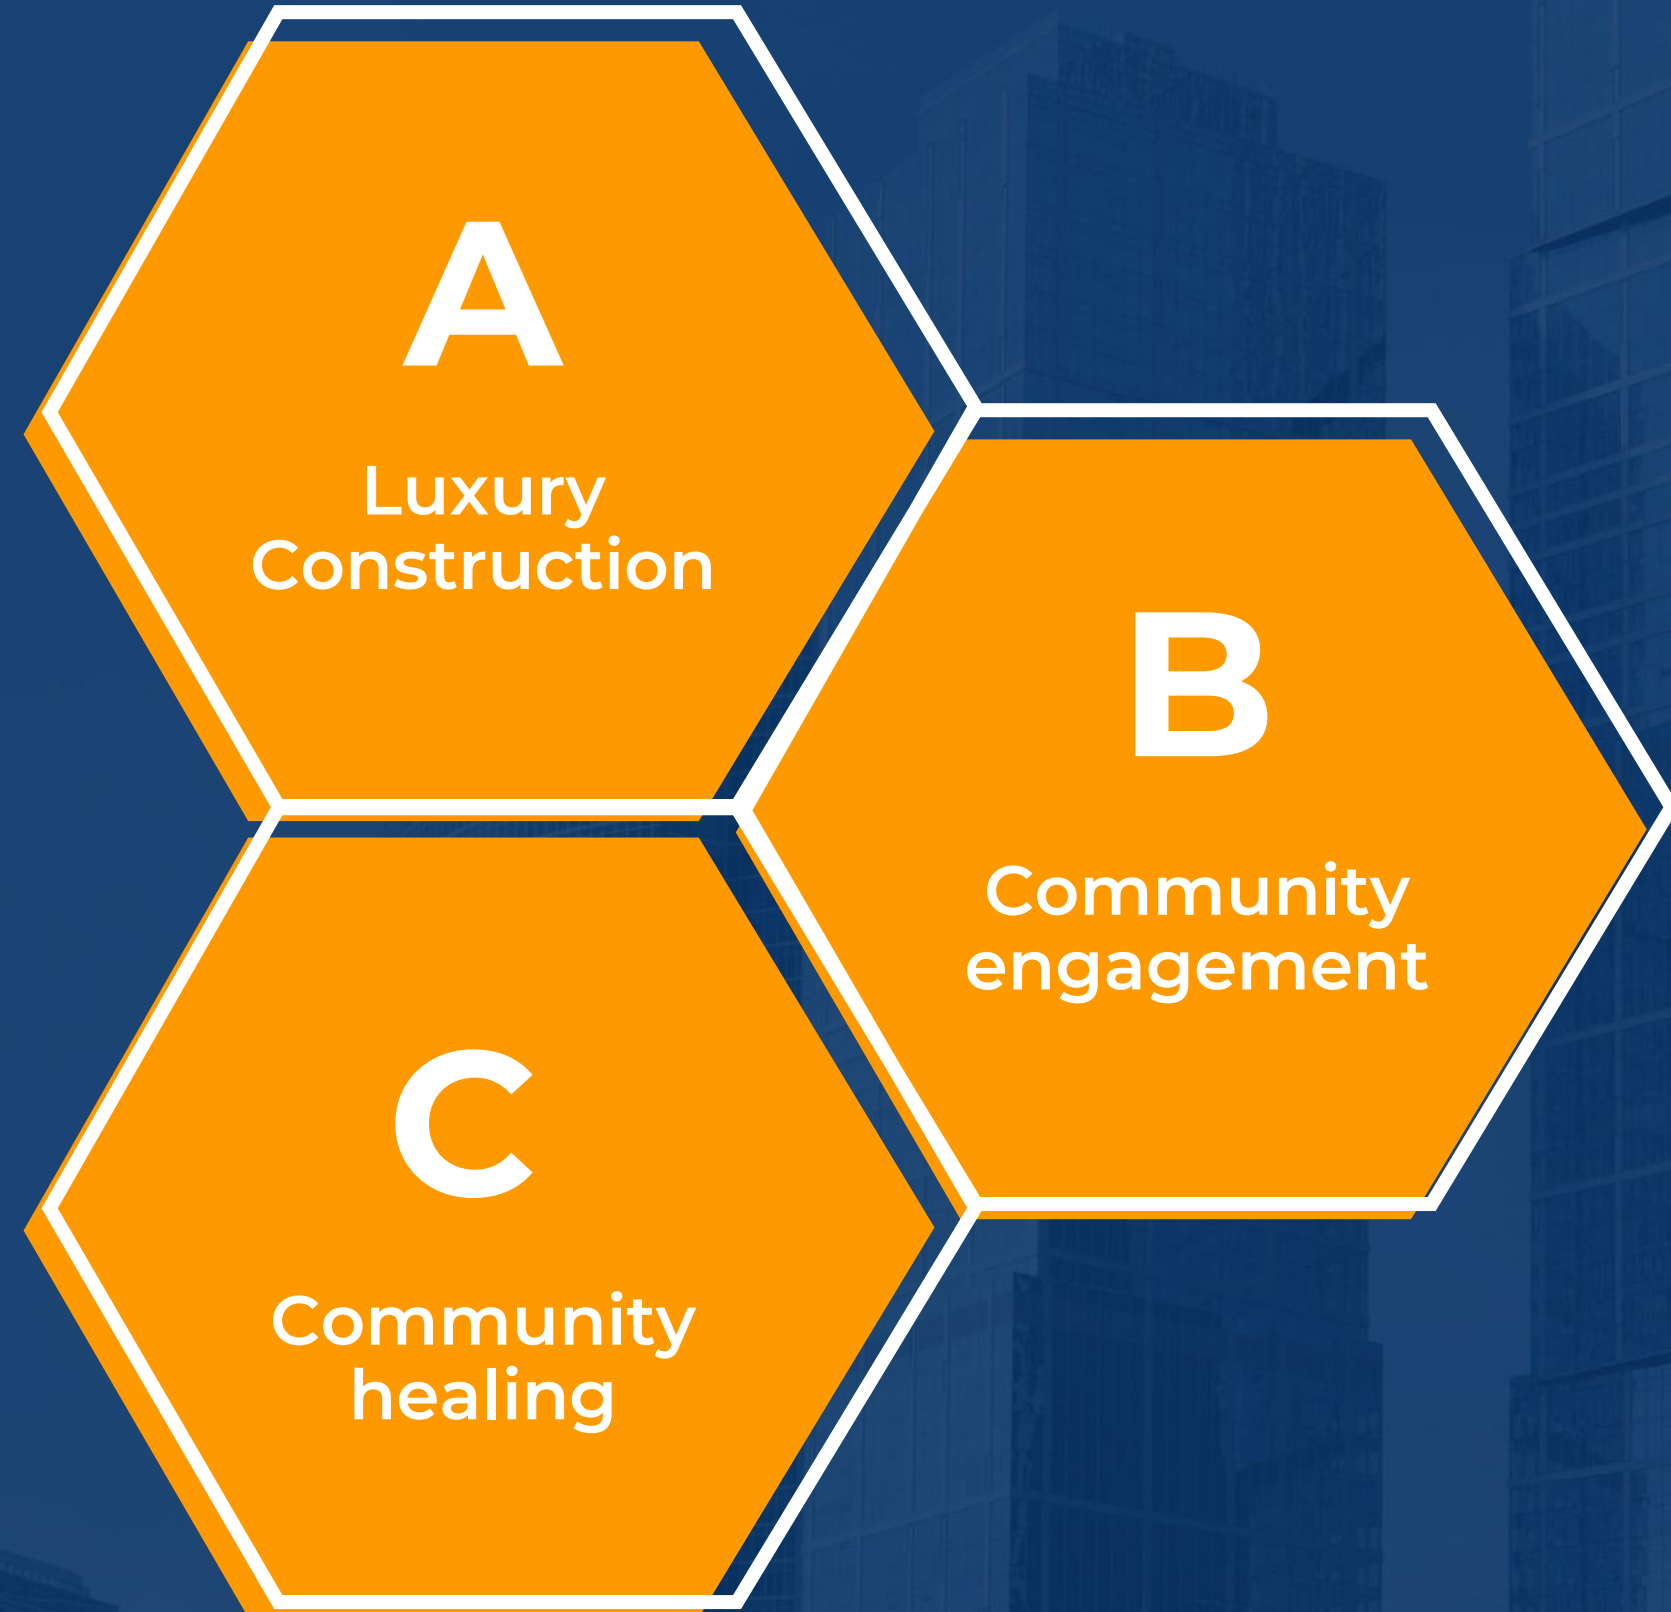 A
Luxury
Construction
B
Community
engagement
C
Community
healing